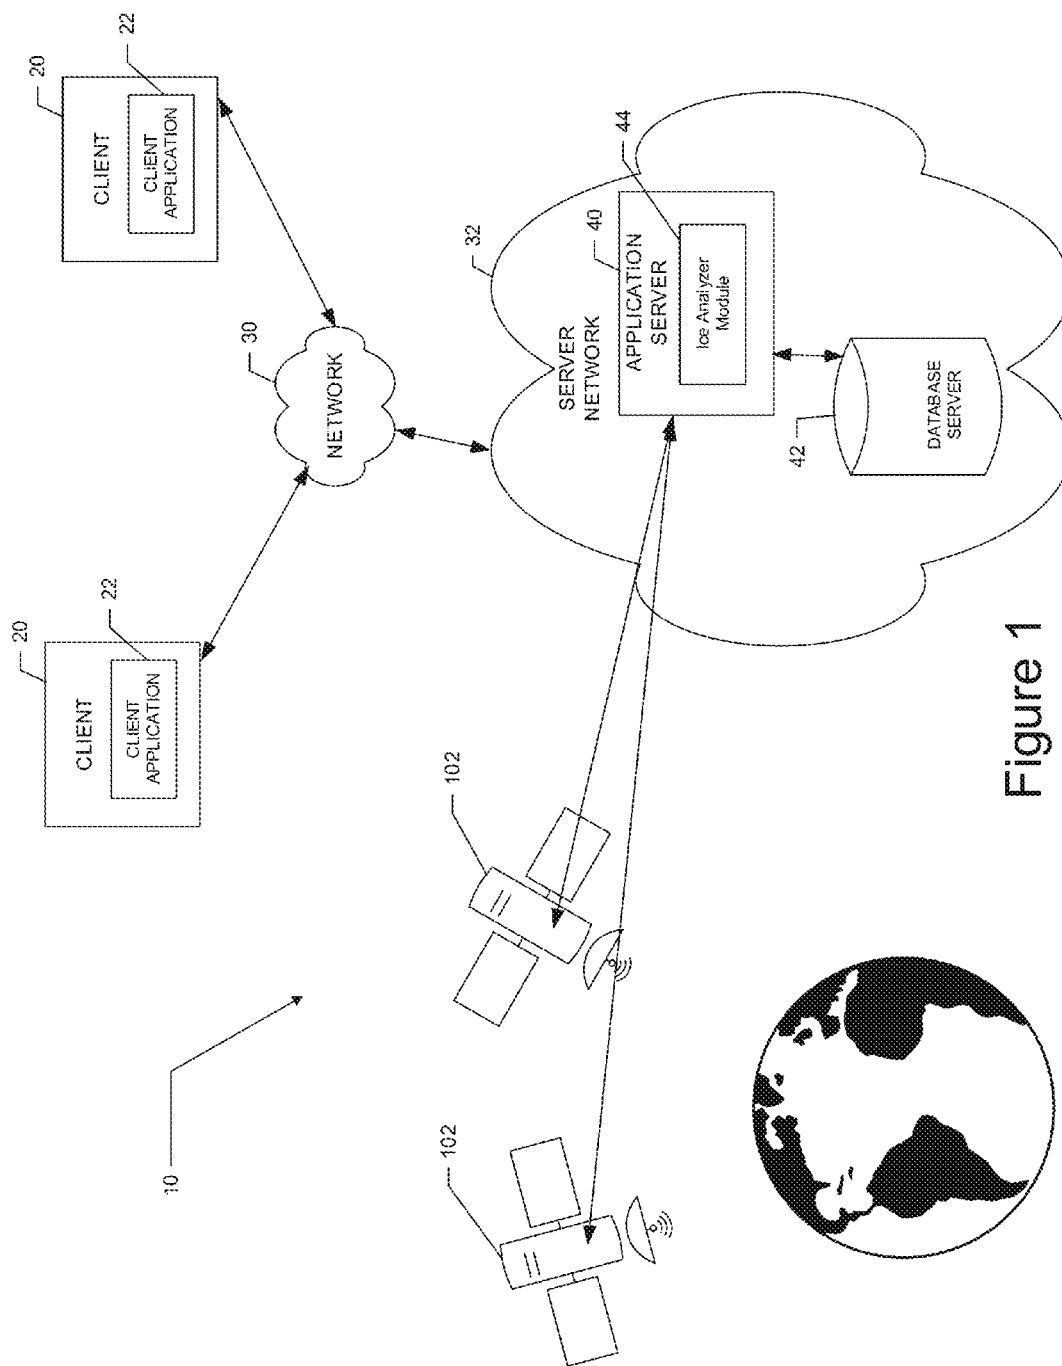 10
102
102
20
CLIENT
22
CLIENT
APPLICATION
20
CLIENT
22
CLIENT
APPLICATION
30
NETWORK
32
SERVER
NETWORK
40
APPLICATION
SERVER
44
Ice Analyzer
Module
42
DATABASE
SERVER
Figure 1